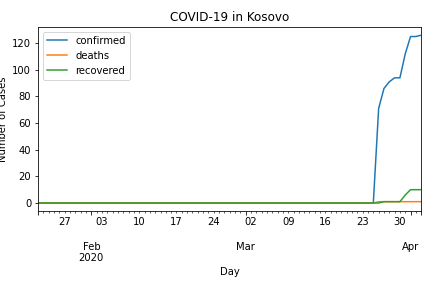 COVID-19 in Kosovo
confirmed
deaths
recovered
Number of Cases
120
100
80
60
40
20
0
27 03 10 17 24 02 09 16 23 30
Feb Mar Apr
2020
Day